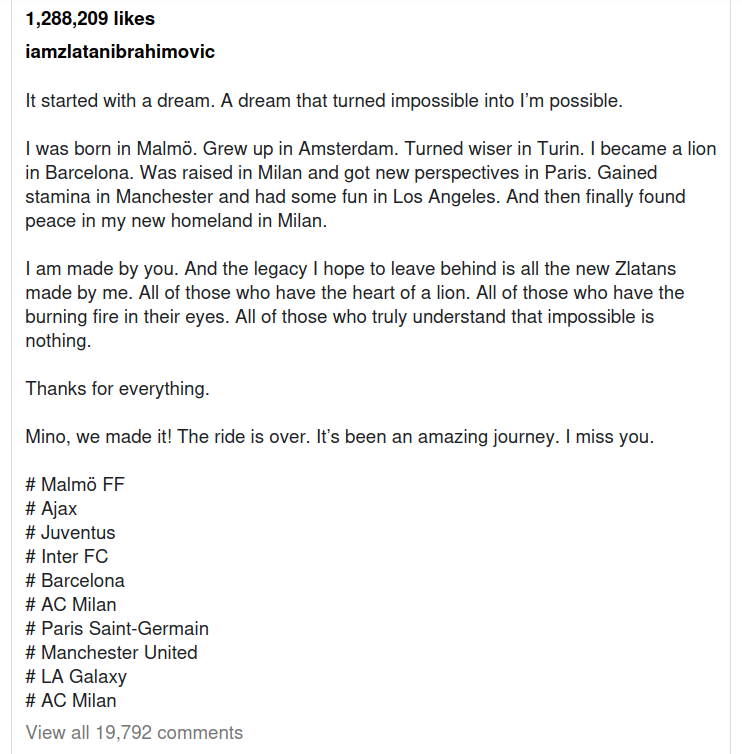 1,288,209 likes
iamzlatanibrahimovic
It started with a dream. A dream that turned impossible into I’m possible.
I was born in Malmö. Grew up in Amsterdam. Turned wiser in Turin. I became a lion
in Barcelona. Was raised in Milan and got new perspectives in Paris. Gained
stamina in Manchester and had some fun in Los Angeles. And then finally found
peace in my new homeland in Milan.
I am made by you. And the legacy I hope to leave behind is all the new Zlatans
made by me. All of those who have the heart of a lion. All of those who have the
burning fire in their eyes. All of those who truly understand that impossible is
nothing.
Thanks for everything.
Mino, we made it! The ride is over. It’s been an amazing journey. I miss you.
# Malmö FF
# Ajax
# Juventus
# Inter FC
# Barcelona
# AC Milan
# Paris Saint-Germain
# Manchester United
# LA Galaxy
# AC Milan
View all 19,792 comments